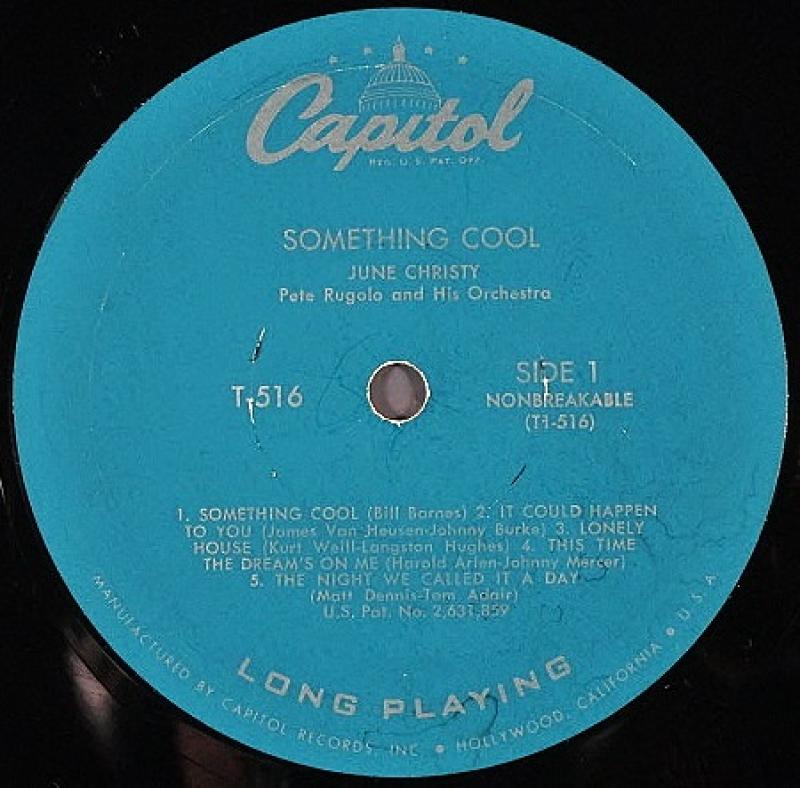 Capitol
REG. U.S. PAT. OFF.
SOMETHING COOL
JUNE CHRISTY
Pete Rugolo and His Orchestra
T-516
SIDE 1
NONBREAKABLE
(T1-516)
1. SOMETHING COOL (Bill Barnes) 2. IT COULD HAPPEN
TO YOU (James Van Heusen-Johnny Burke) 3. LONELY
HOUSE (Kurt Weill-Langston Hughes) 4. THIS TIME
THE DREAM'S ON ME (Harold Arlen-Johnny Mercer)
5. THE NIGHT WE CALLED IT A DAY
(Matt Dennis-Tom Adair)
U.S. Pat. No. 2,631,859
LONG PLAYING
MANUFACTURED BY CAPITOL RECORDS, INC • HOLLYWOOD, CALIFORNIA • U.S.A